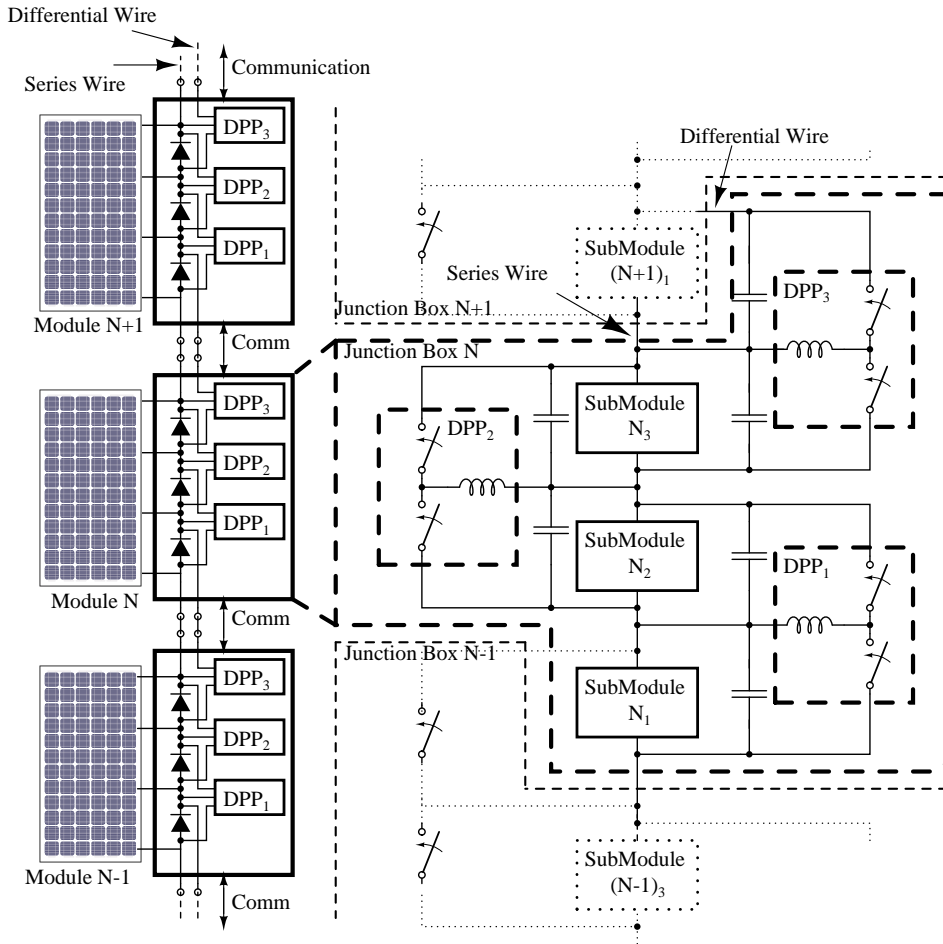 Differential Wire
Series Wire
Communication
DPP3
DPP2
DPP1
Module N+1
Comm
DPP3
DPP2
DPP1
Module N
Comm
DPP3
DPP2
DPP1
Module N-1
Comm
Differential Wire
SubModule
(N+1)1
Series Wire
Junction Box N+1
DPP3
Junction Box N
SubModule
N3
DPP2
SubModule
N2
DPP1
Junction Box N-1
SubModule
N1
SubModule
(N-1)3